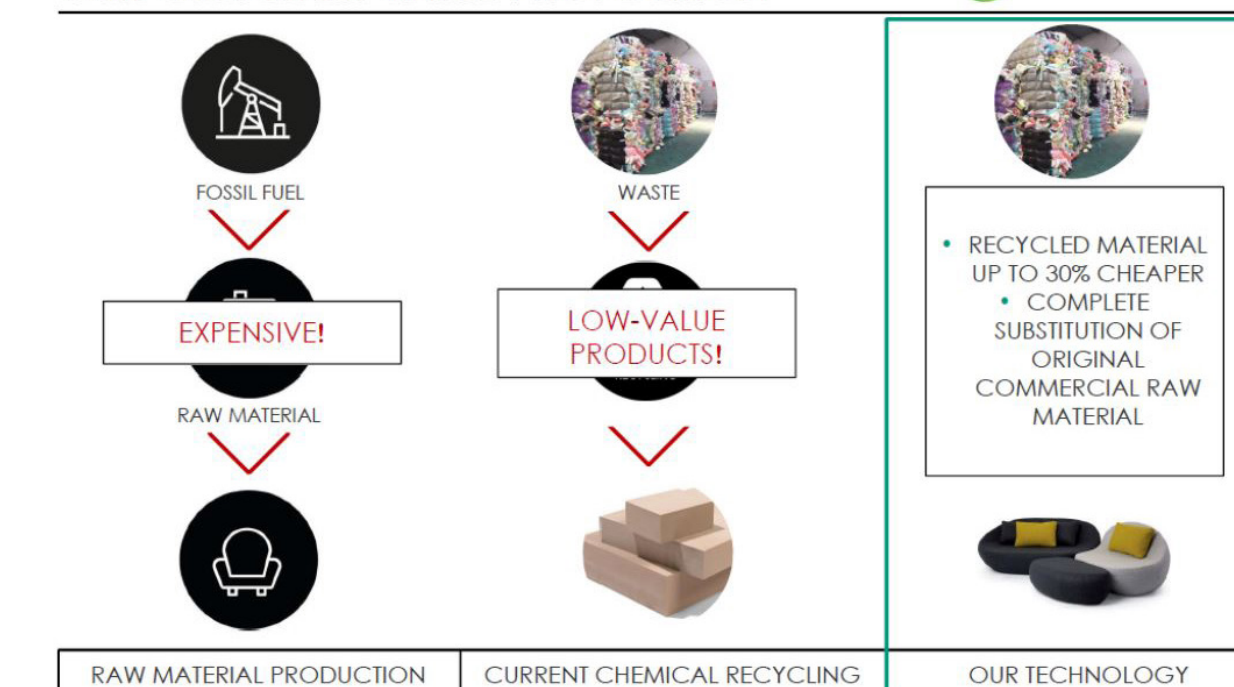 FOSSIL FUEL
EXPENSIVE!
RAW MATERIAL
RAW MATERIAL PRODUCTION
WASTE
LOW-VALUE
PRODUCTS!
CURRENT CHEMICAL RECYCLING
• RECYCLED MATERIAL
UP TO 30% CHEAPER
• COMPLETE
SUBSTITUTION OF
ORIGINAL
COMMERCIAL RAW
MATERIAL
OUR TECHNOLOGY